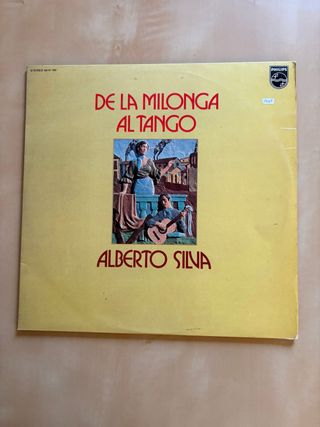 PHILIPS
DE LA MILONGA
AL TANGO
ALBERTO SILVA